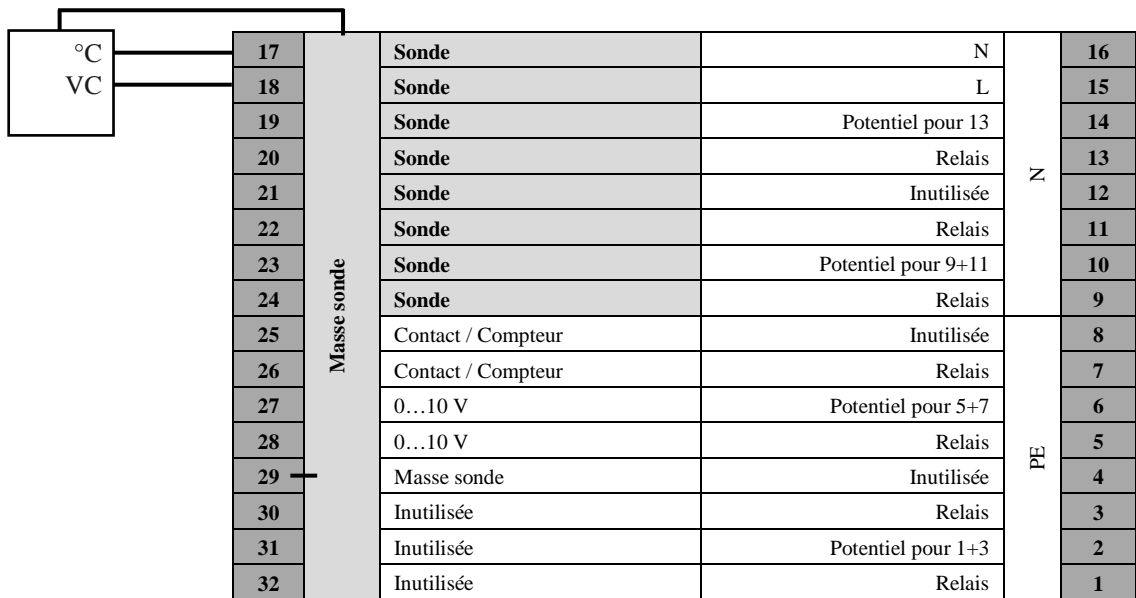 °C
VC
17 Sonde N 16
18 Sonde L 15
19 Sonde Potentiel pour 13 14
20 Sonde Relais 13
21 Sonde Inutilisée 12
22 Sonde Relais 11
23 Sonde Potentiel pour 9+11 10
24 Sonde Relais 9
25 Contact / Compteur Inutilisée 8
26 Contact / Compteur Relais 7
27 0…10 V Potentiel pour 5+7 6
28 0…10 V Relais 5
29 Masse sonde Inutilisée 4
30 Inutilisée Relais 3
31 Inutilisée Potentiel pour 1+3 2
32 Inutilisée Relais 1
Masse sonde
N
PE